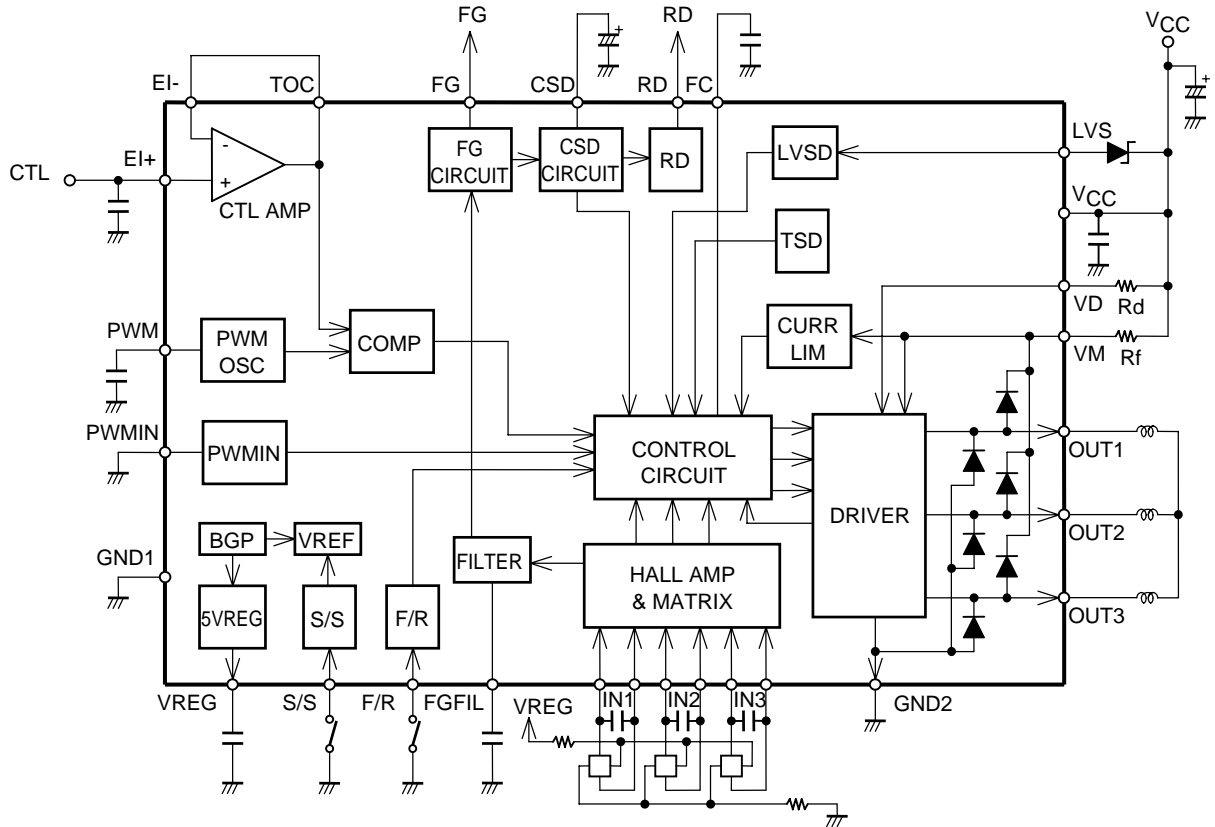 FG
RD
VCC
EI-
TOC
FG
CSD
RD
FC
LVS
CTL
EI+
-
+
CTL AMP
FG
CIRCUIT
CSD
CIRCUIT
RD
LVSD
+
+
VCC
TSD
VD
Rd
PWM
PWM
OSC
COMP
CURR
LIM
VM
Rf
PWMIN
PWMIN
CONTROL
CIRCUIT
DRIVER
OUT1
OUT2
OUT3
GND1
BGP
VREF
FILTER
HALL AMP
& MATRIX
5VREG
S/S
F/R
VREG
S/S
F/R
FGFIL
IN1
IN2
IN3
GND2
VREG